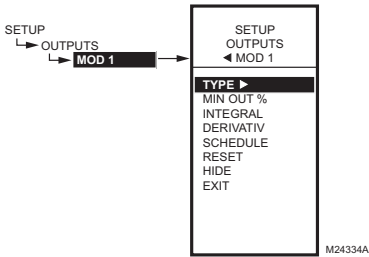 SETUP
OUTPUTS
MOD 1
SETUP
OUTPUTS
◄ MOD 1
TYPE ►
MIN OUT %
INTEGRAL
DERIVATIV
SCHEDULE
RESET
HIDE
EXIT
M24334A